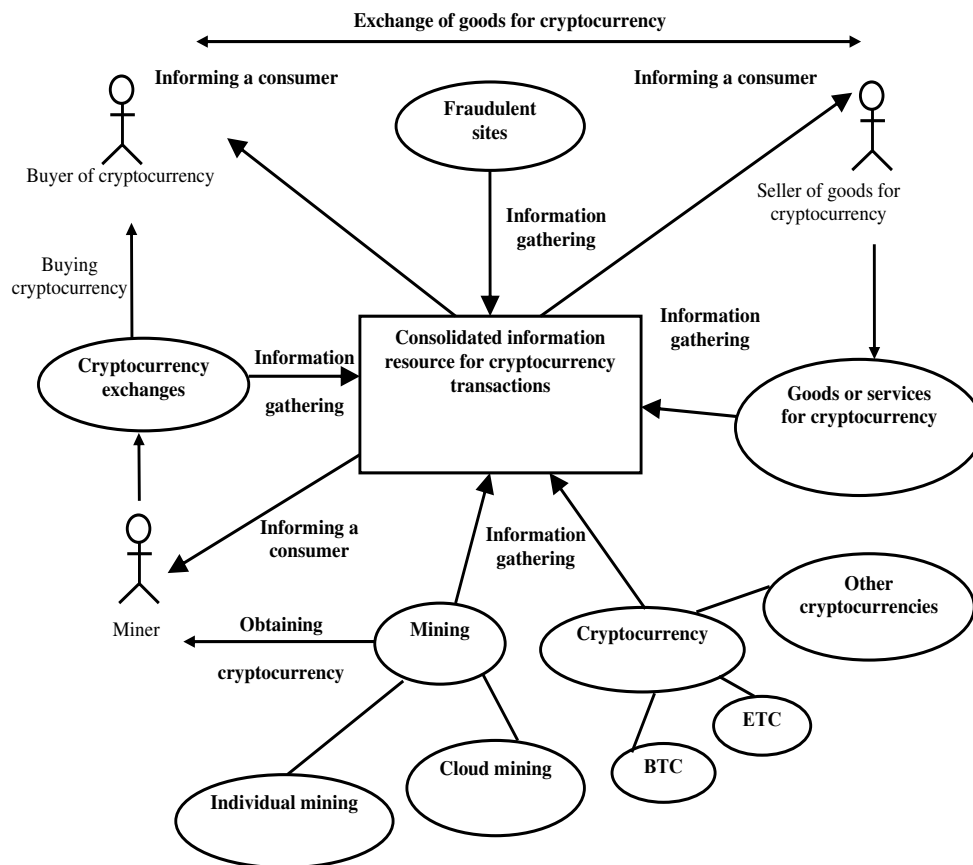 Exchange of goods for cryptocurrency
Informing a consumer
Informing a consumer
Fraudulent
sites
Buyer of cryptocurrency
Seller of goods for
cryptocurrency
Information
gathering
Buying
cryptocurrency
Information
gathering
Consolidated information
resource for cryptocurrency
transactions
Cryptocurrency
exchanges
Information
gathering
Goods or services
for cryptocurrency
Informing a
consumer
Information
gathering
Other
cryptocurrencies
Miner
Obtaining
cryptocurrency
Mining
Cryptocurrency
ETC
BTC
Cloud mining
Individual mining